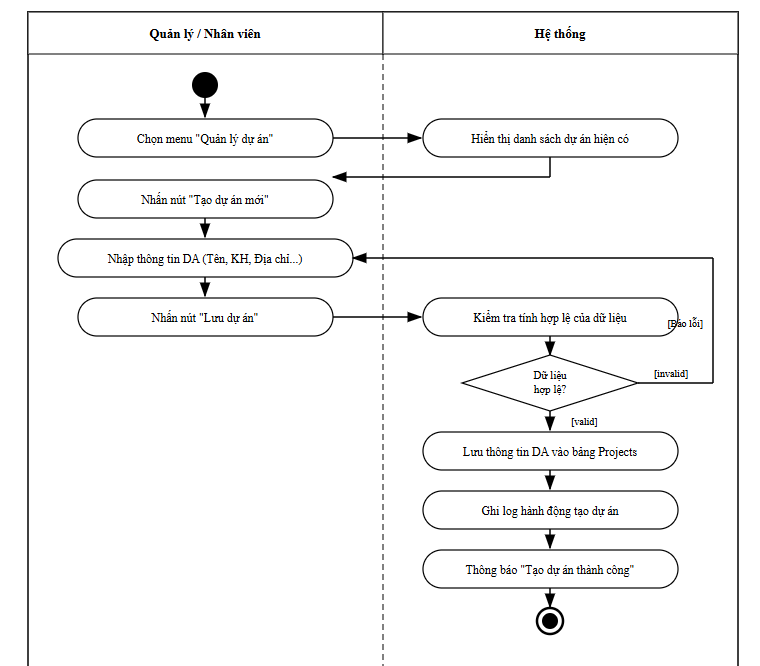 Quản lý / Nhân viên
Hệ thống
Chọn menu "Quản lý dự án"
Hiển thị danh sách dự án hiện có
Nhấn nút "Tạo dự án mới"
Nhập thông tin DA (Tên, KH, Địa chỉ...)
Nhấn nút "Lưu dự án"
Kiểm tra tính hợp lệ của dữ liệu
[Báo lỗi]
Dữ liệu
hợp lệ?
[invalid]
[valid]
Lưu thông tin DA vào bảng Projects
Ghi log hành động tạo dự án
Thông báo "Tạo dự án thành công"